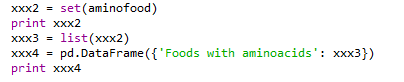 xxx2 = set(aminofood)
print xxx2
xxx3 = list(xxx2)
xxx4 = pd.DataFrame({'Foods with aminoacids': xxx3})
print xxx4